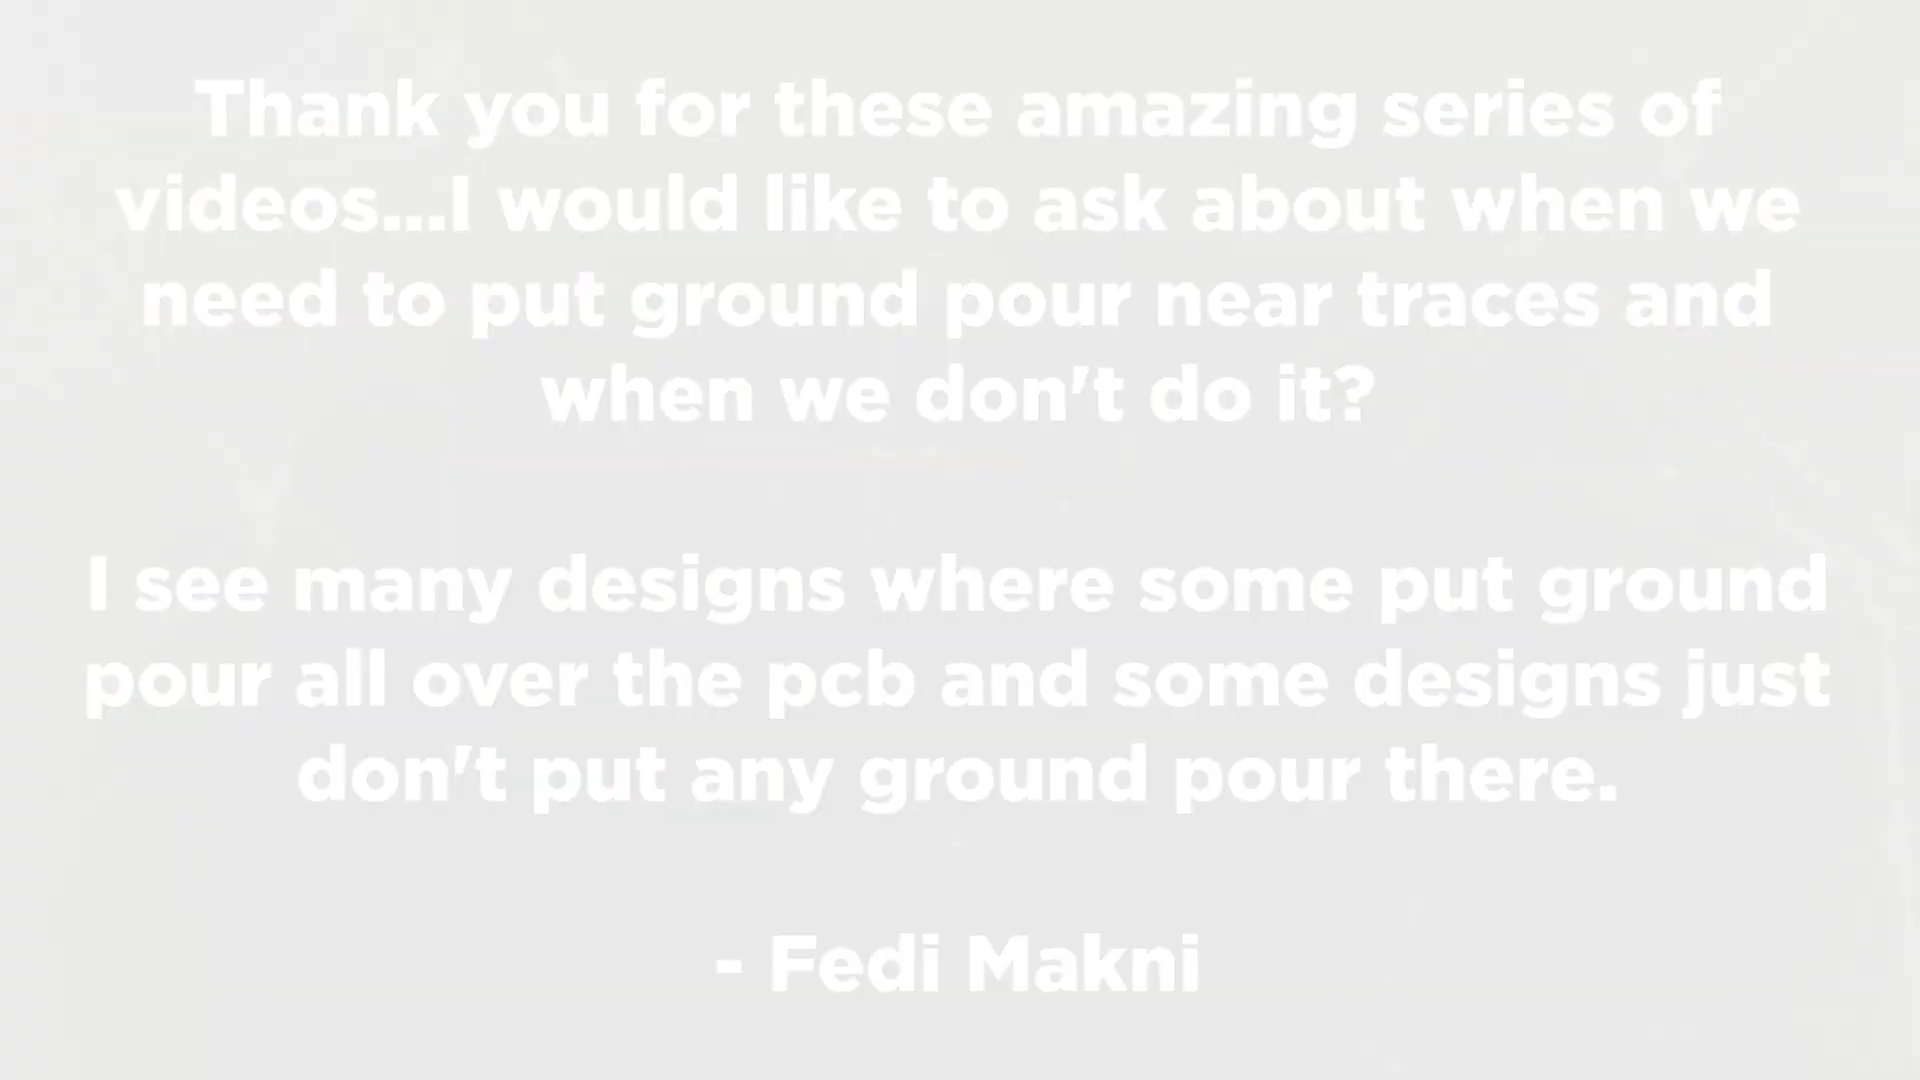 Thank you for these amazing series of
videos...I would like to ask about when we
need to put ground pour near traces and
when we don't do it?
I see many designs where some put ground
pour all over the pcb and some designs just
don't put any ground pour there.
- Fedi Makni